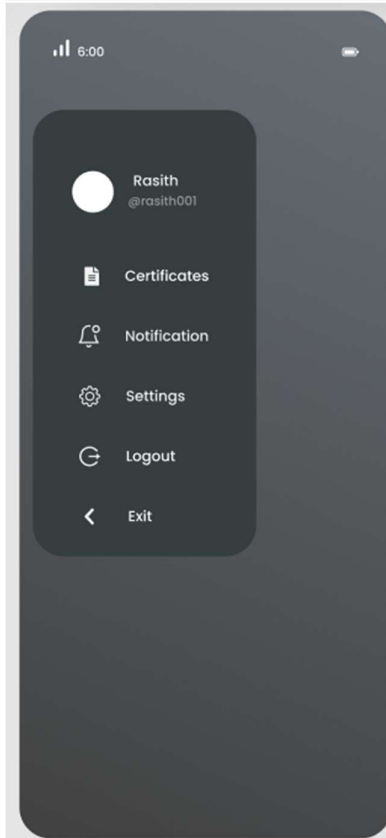 6:00
Rasith
@rasith001
Certificates
Notification
Settings
Logout
Exit